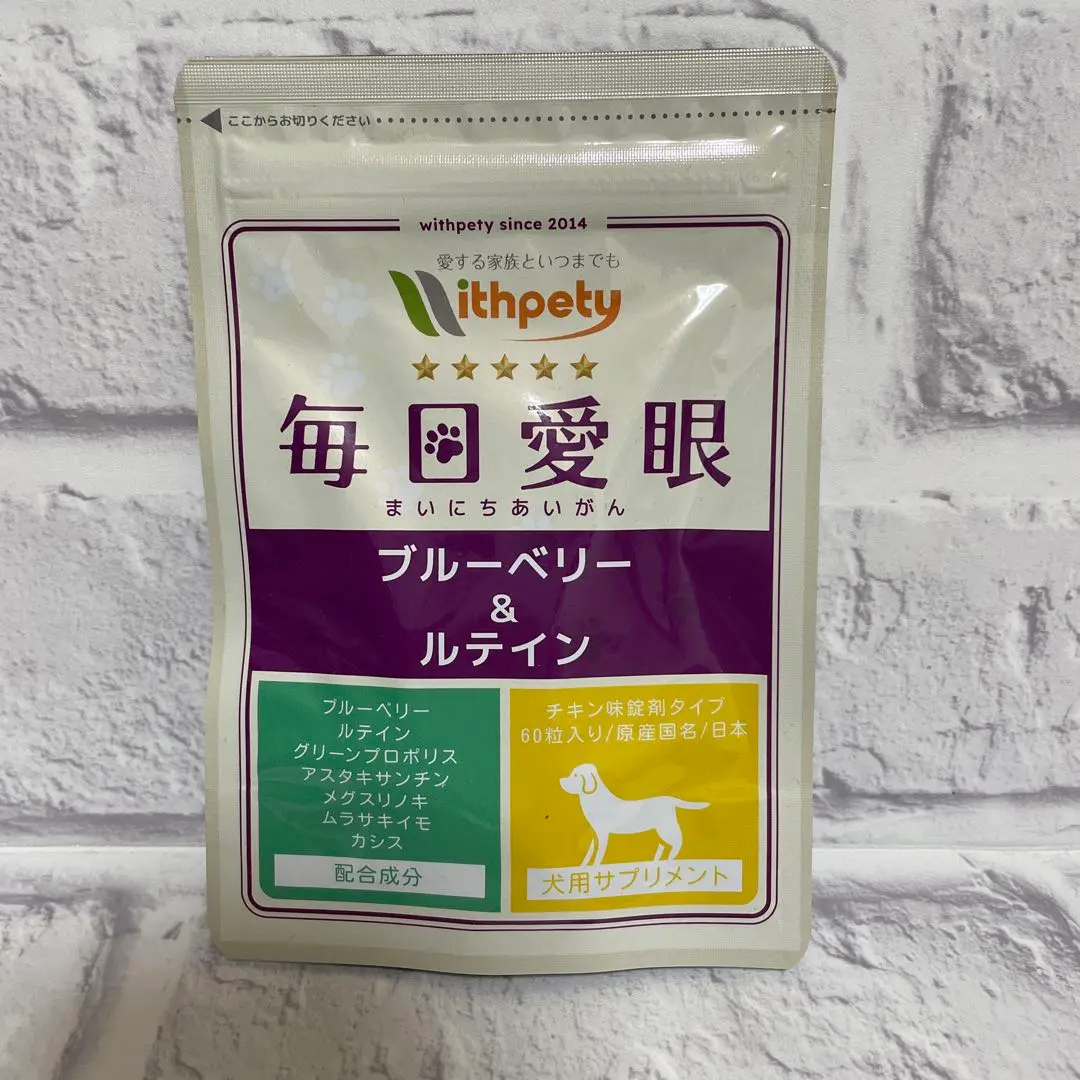 ここからお切りください
withpety since 2014
愛する家族といつまでも
Withpety
毎日愛眼
まいにちあいがん
ブルーベリー
&
ルテイン
ブルーベリー
ルテイン
グリーンプロポリス
アスタキサンチン
メグスリノキ
ムラサキイモ
カシス
配合成分
チキン味錠剤タイプ
60粒入り/原産国名/日本
犬用サプリメント